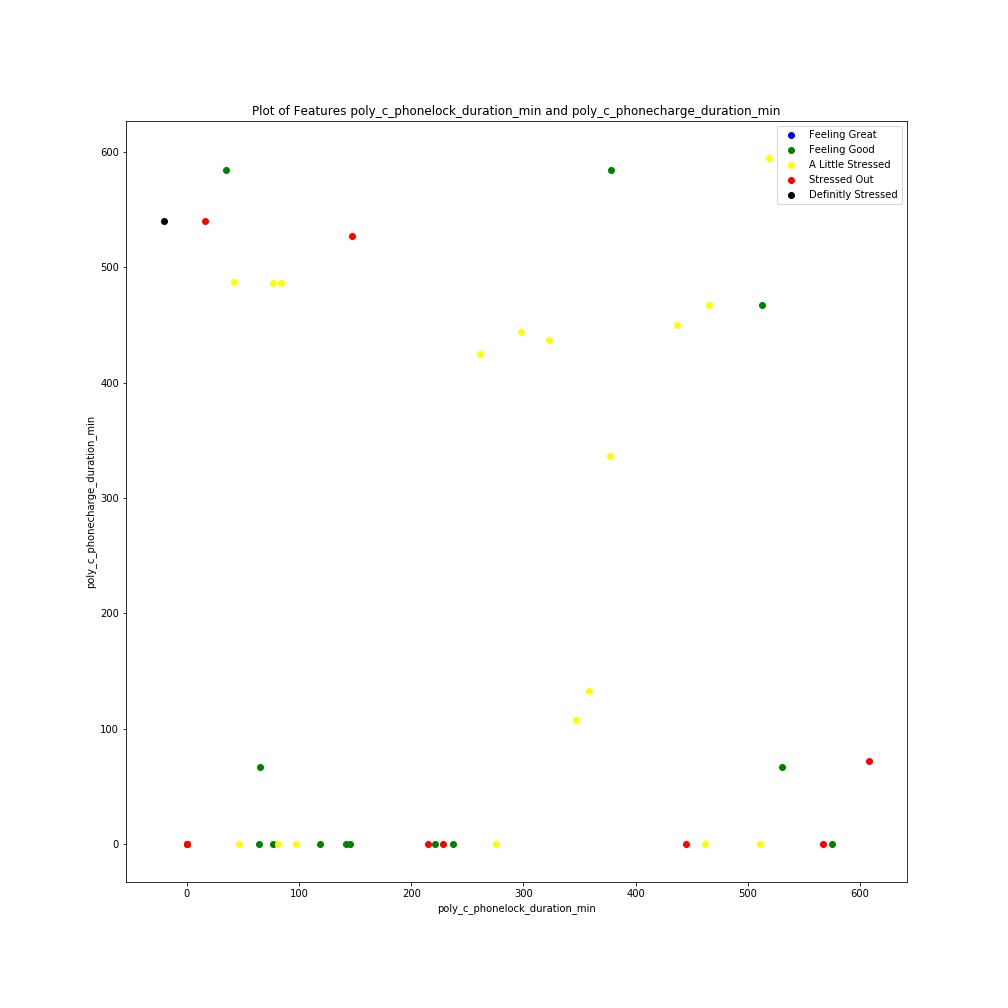 Plot of Features poly_c_phonelock_duration_min and poly_c_phonecharge_duration_min
Feeling Great
Feeling Good
A Little Stressed
Stressed Out
Definitly Stressed
poly_c_phonecharge_duration_min
600
500
400
300
200
100
0
0 100 200 300 400 500 600
poly_c_phonelock_duration_min